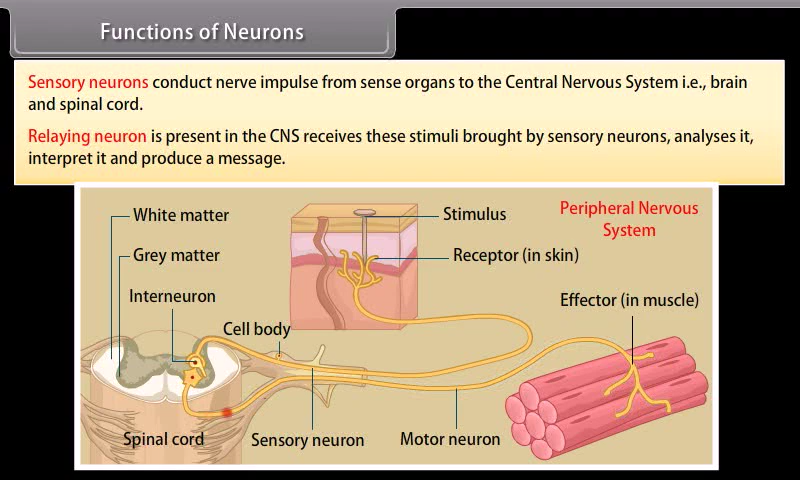 Functions of Neurons
Sensory neurons conduct nerve impulse from sense organs to the Central Nervous System i.e., brain
and spinal cord.
Relaying neuron is present in the CNS receives these stimuli brought by sensory neurons, analyses it,
interpret it and produce a message.
White matter
Stimulus
Peripheral Nervous
System
Grey matter
Receptor (in skin)
Interneuron
Effector (in muscle)
Cell body
Spinal cord
Sensory neuron
Motor neuron